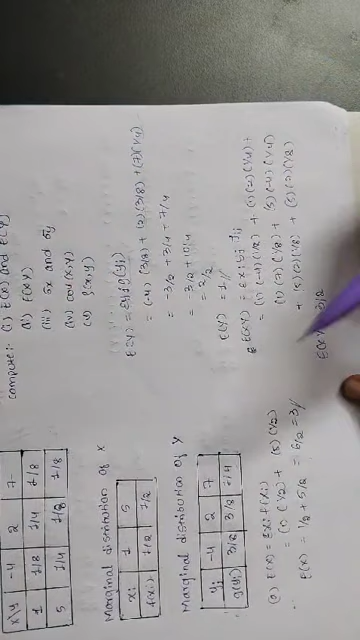 compute:- (i) E(x) and E(y)
(ii) E(XY)
(iii) σx and σy
(iv) cov(x,y)
(v) ρ(x,y)
x\y -4 2 7
1 1/8 1/4 1/8
5 1/4 1/8 1/8
Marginal distribution of X
xi 1 5
f(xi) 1/2 1/2
Marginal distribution of Y
yj -4 2 7
g(yj) 3/8 3/8 1/4
E(x) = Σxi f(xi)
= (1) (1/2) + (5) (1/2)
E(x) = 1/2 + 5/2 = 6/2 = 3//
E(Y) = Σyj g(yj)
= (-4) (3/8) + (2) (3/8) + (7) (1/4)
= -3/2 + 3/4 + 7/4
= -3/2 + 10/4
= 2/2
E(Y) = 1//
E(XY) = Σxi yj Jij
= (1) (-4) (1/8) + (1) (2) (1/4) +
(1) (7) (1/8) + (5) (-4) (1/4)
+ (5) (2) (1/8) + (5) (7) (1/8)
E(XY) 3/2